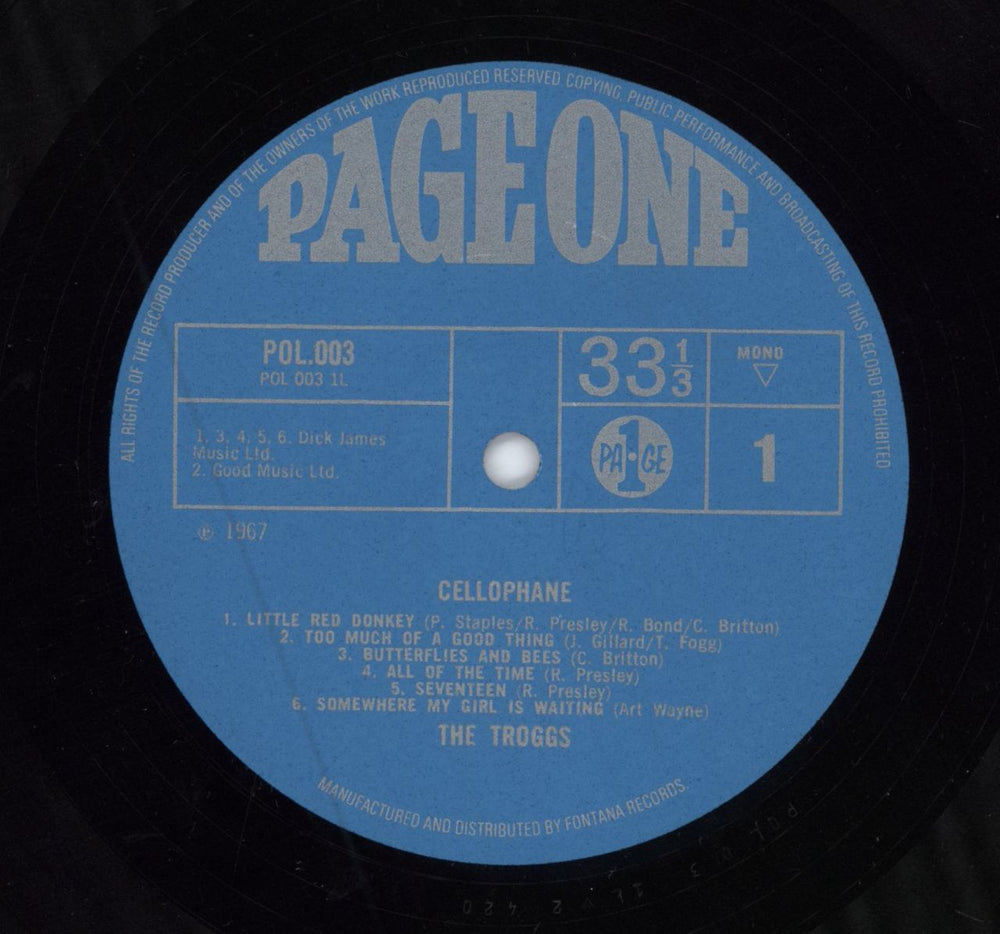 ALL RIGHTS OF THE RECORD PRODUCER AND OF THE OWNERS OF THE WORK REPRODUCED RESERVED COPYING, PUBLIC PERFORMANCE AND BROADCASTING OF THIS RECORD PROHIBITED
PAGE ONE
POL.003
POL 003 1L
33 1/3
MONO
1, 3, 4, 5, 6. Dick James
Music Ltd.
2. Good Music Ltd.
PA·GE
1
1
℗ 1967
CELLOPHANE
1. LITTLE RED DONKEY (P. Staples/R. Presley/R. Bond/C. Britton)
2. TOO MUCH OF A GOOD THING (J. Gillard/T. Fogg)
3. BUTTERFLIES AND BEES (C. Britton)
4. ALL OF THE TIME (R. Presley)
5. SEVENTEEN (R. Presley)
6. SOMEWHERE MY GIRL IS WAITING (Art Wayne)
THE TROGGS
MANUFACTURED AND DISTRIBUTED BY FONTANA RECORDS.